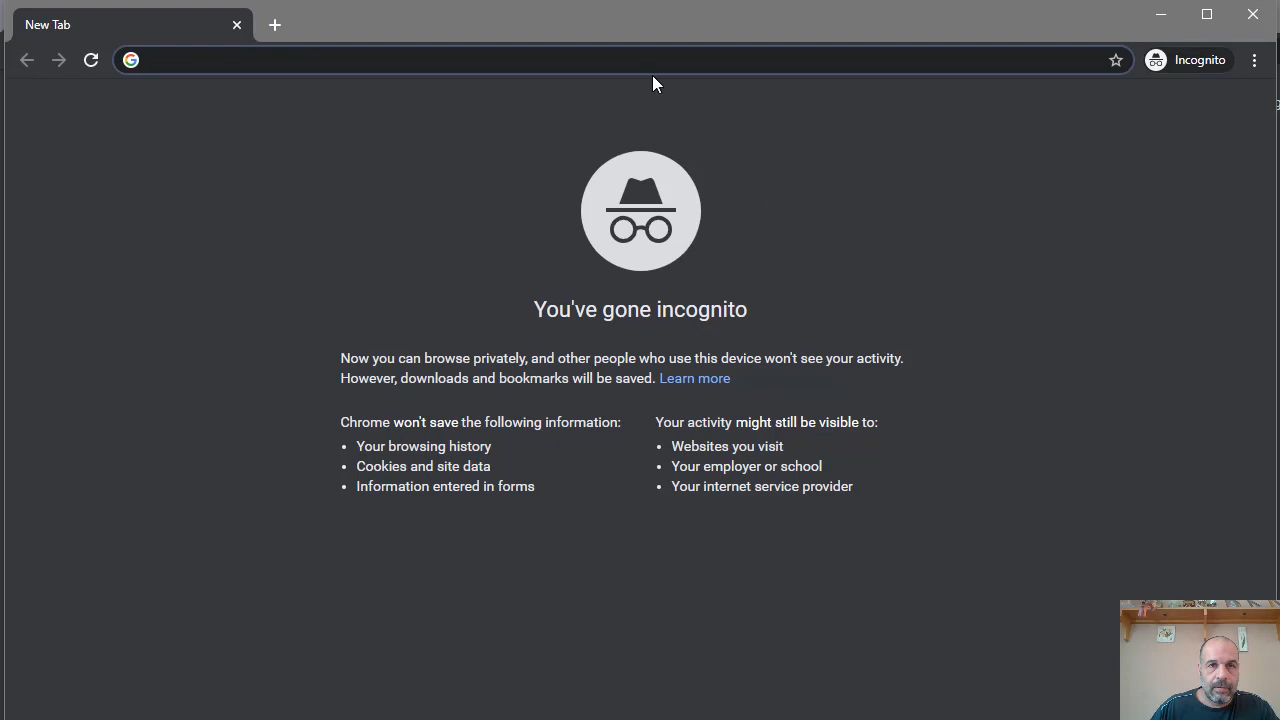 New Tab
Incognito
You've gone incognito
Now you can browse privately, and other people who use this device won't see your activity.
However, downloads and bookmarks will be saved. Learn more
Chrome won't save the following information:
• Your browsing history
• Cookies and site data
• Information entered in forms
Your activity might still be visible to:
• Websites you visit
• Your employer or school
• Your internet service provider